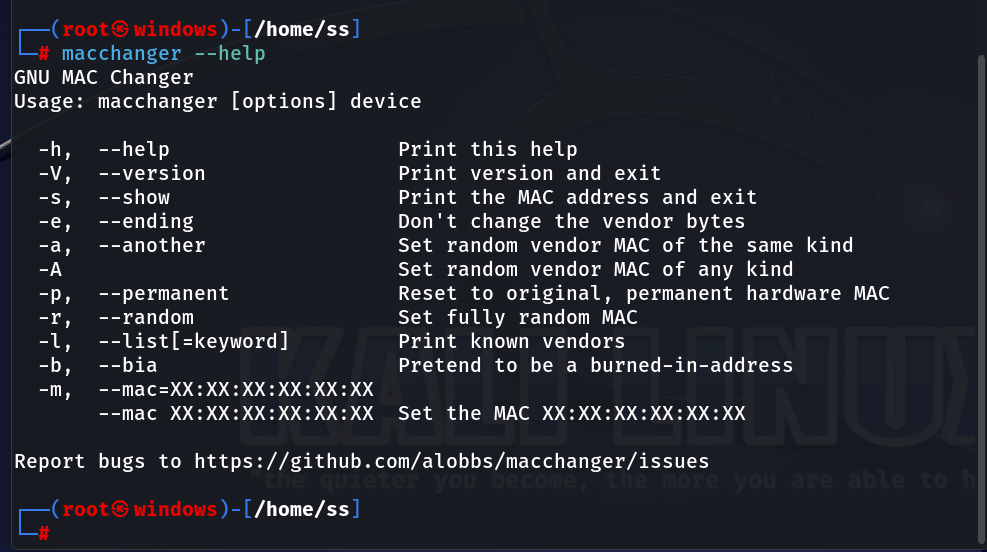 ┌──(root㉿windows)-[/home/ss]
└─# macchanger --help
GNU MAC Changer
Usage: macchanger [options] device

  -h,  --help                   Print this help
  -V,  --version                Print version and exit
  -s,  --show                   Print the MAC address and exit
  -e,  --ending                 Don't change the vendor bytes
  -a,  --another                Set random vendor MAC of the same kind
  -A                            Set random vendor MAC of any kind
  -p,  --permanent              Reset to original, permanent hardware MAC
  -r,  --random                 Set fully random MAC
  -l,  --list[=keyword]         Print known vendors
  -b,  --bia                    Pretend to be a burned-in-address
  -m,  --mac=XX:XX:XX:XX:XX:XX
       --mac XX:XX:XX:XX:XX:XX  Set the MAC XX:XX:XX:XX:XX:XX

Report bugs to https://github.com/alobbs/macchanger/issues

┌──(root㉿windows)-[/home/ss]
└─#
KALI LINUX
"the quieter you become, the more you are able to h